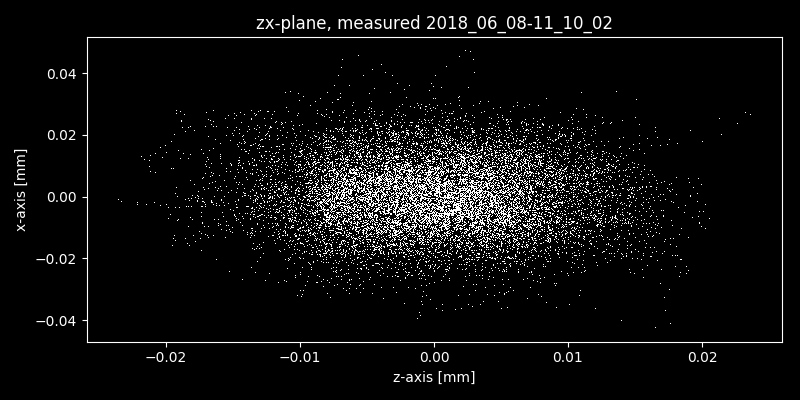 zx-plane, measured 2018_06_08-11_10_02
0.04
0.02
0.00
−0.02
−0.04
x-axis [mm]
−0.02 −0.01 0.00 0.01 0.02
z-axis [mm]